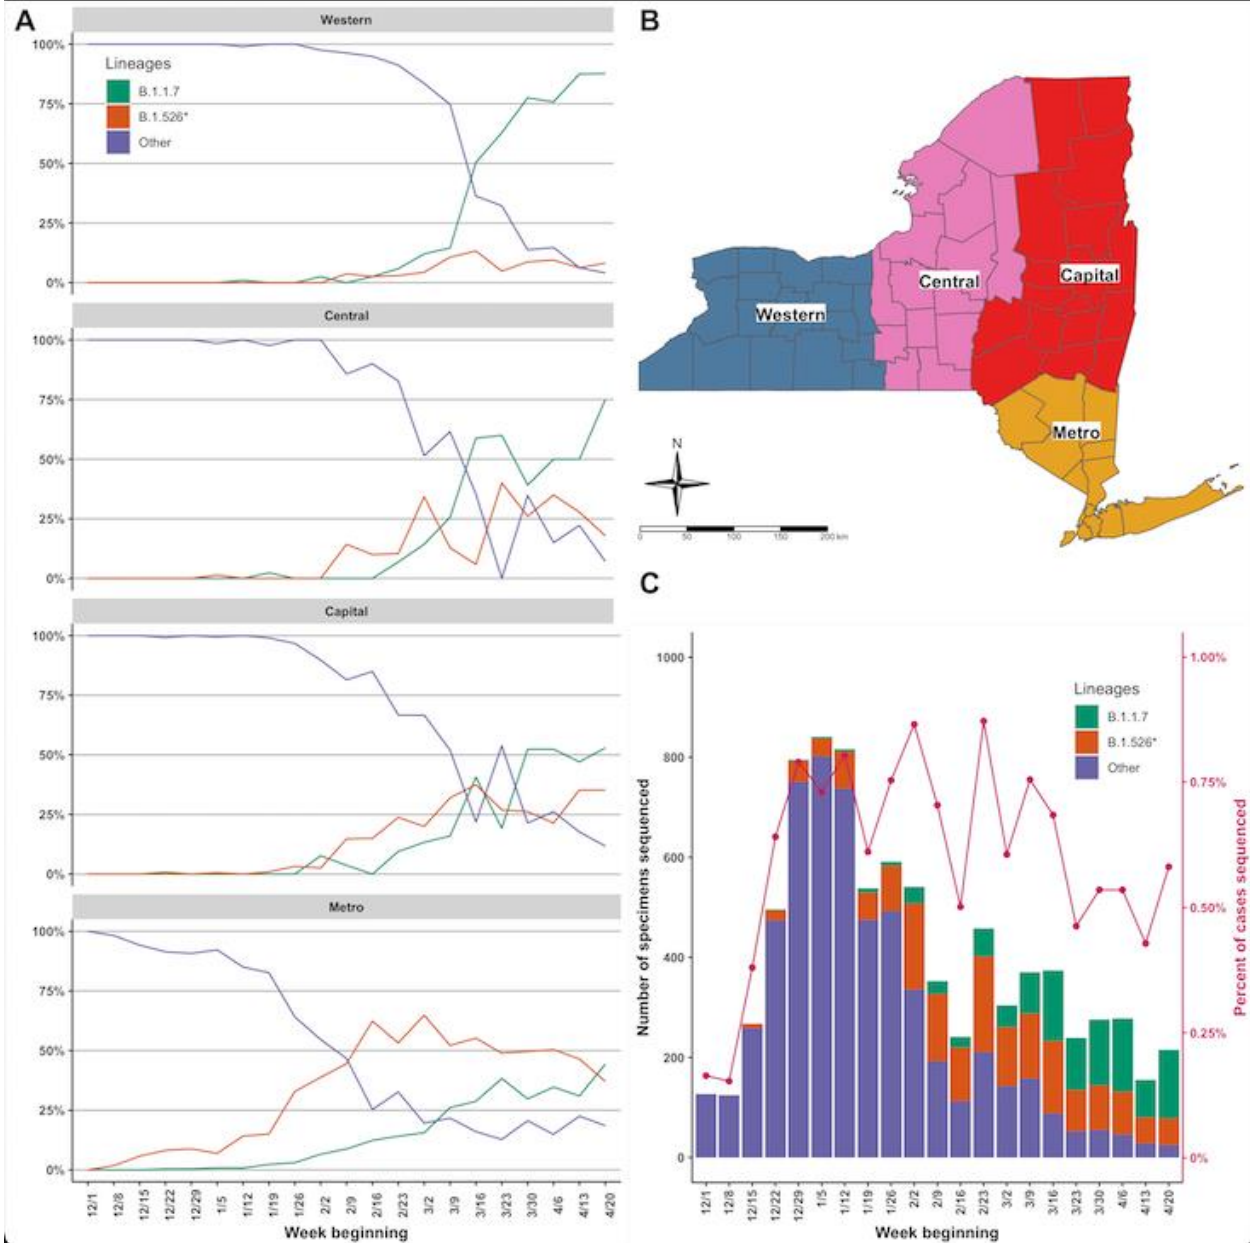 A
Western
100%
75%
50%
25%
0%
Lineages
B.1.1.7
B.1.526*
Other
Central
100%
75%
50%
25%
0%
Capital
100%
75%
50%
25%
0%
Metro
100%
75%
50%
25%
0%
12/1 12/8 12/15 12/22 12/29 1/5 1/12 1/19 1/26 2/2 2/9 2/16 2/23 3/2 3/9 3/16 3/23 3/30 4/6 4/13 4/20
Week beginning
B
Western
Central
Capital
Metro
N
0 50 100 150 200 km
C
Number of specimens sequenced
1000
800
600
400
200
0
Lineages
B.1.1.7
B.1.526*
Other
1.00%
0.75%
0.50%
0.25%
0%
Percent of cases sequenced
12/1 12/8 12/15 12/22 12/29 1/5 1/12 1/19 1/26 2/2 2/9 2/16 2/23 3/2 3/9 3/16 3/23 3/30 4/6 4/13 4/20
Week beginning